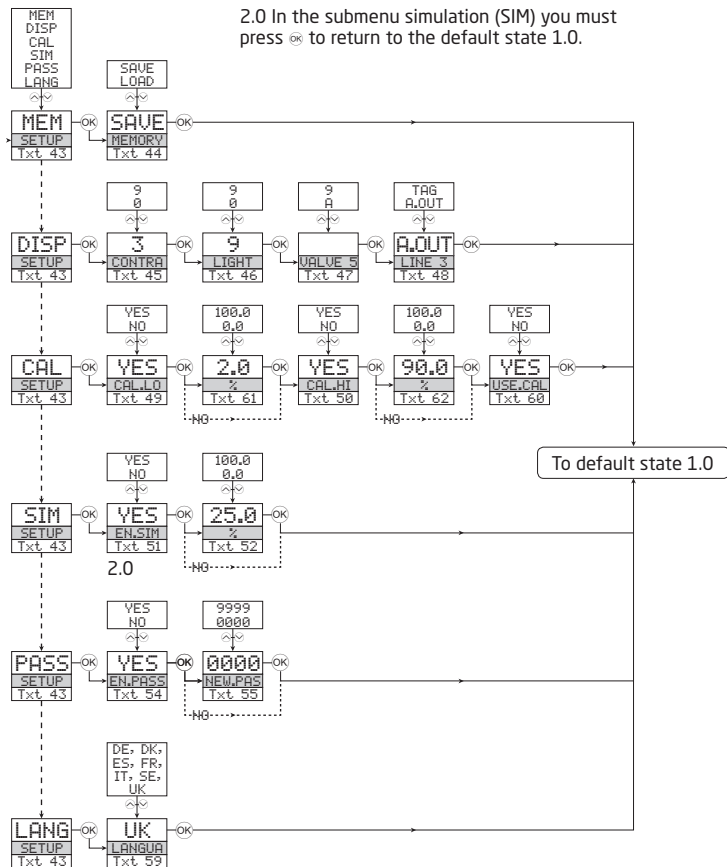 2.0 In the submenu simulation (SIM) you must
press OK to return to the default state 1.0.
MEM
DISP
CAL
SIM
PASS
LANG
SAVE
LOAD
MEM OK SAVE OK
SETUP MEMORY
Txt 43 Txt 44
9 9 9 TAG
0 0 A A.OUT
DISP OK 3 OK 9 OK OK A.OUT OK
SETUP CONTRA LIGHT VALVE 5 LINE 3
Txt 43 Txt 45 Txt 46 Txt 47 Txt 48
YES 100.0 YES 100.0 YES
NO 0.0 NO 0.0 NO
CAL OK YES OK 2.0 OK YES OK 90.0 OK YES OK
SETUP CAL.LO % CAL.HI % USE.CAL
Txt 43 Txt 49 Txt 61 Txt 50 Txt 62 Txt 60
NO NO
To default state 1.0
YES 100.0
NO 0.0
SIM OK YES OK 25.0 OK
SETUP EN.SIM %
Txt 43 Txt 51 Txt 52
2.0 NO
YES 9999
NO 0000
PASS OK YES OK 0000 OK
SETUP EN.PASS NEW.PAS
Txt 43 Txt 54 Txt 55
NO
DE, DK,
ES, FR,
IT, SE,
UK
LANG OK UK OK
SETUP LANGUA
Txt 43 Txt 59